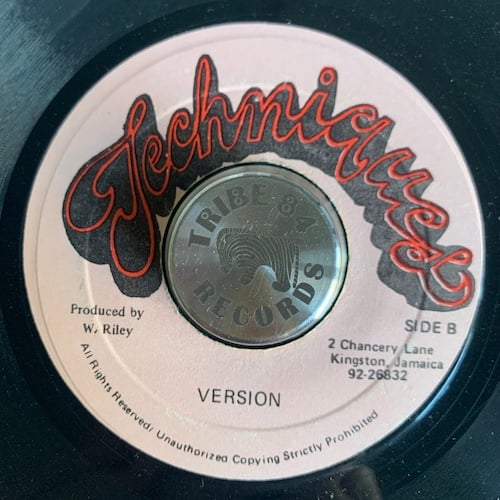 Techniques
TRIBE 84
RECORDS
Produced by
W. Riley
SIDE B
2 Chancery Lane
Kingston, Jamaica
92-26832
VERSION
All Rights Reserved/ Unauthorized Copying Strictly Prohibited